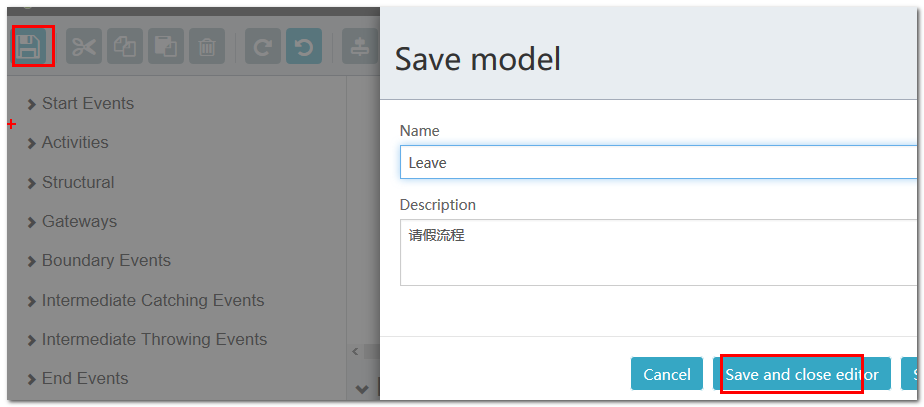 Save model
Start Events
Activities
Structural
Gateways
Boundary Events
Intermediate Catching Events
Intermediate Throwing Events
End Events
Name
Leave
Description
请假流程
Cancel
Save and close editor